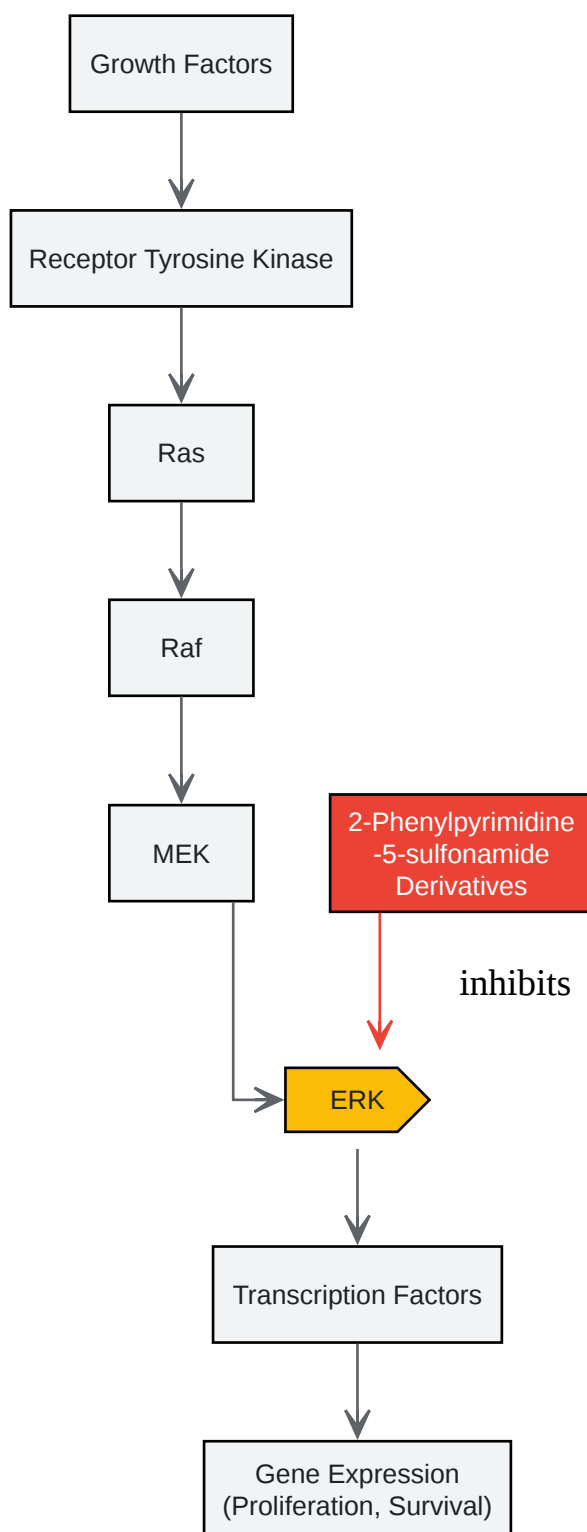 Growth Factors
Receptor Tyrosine Kinase
Ras
Raf
MEK
2-Phenylpyrimidine
-5-sulfonamide
Derivatives
inhibits
ERK
Transcription Factors
Gene Expression
(Proliferation, Survival)